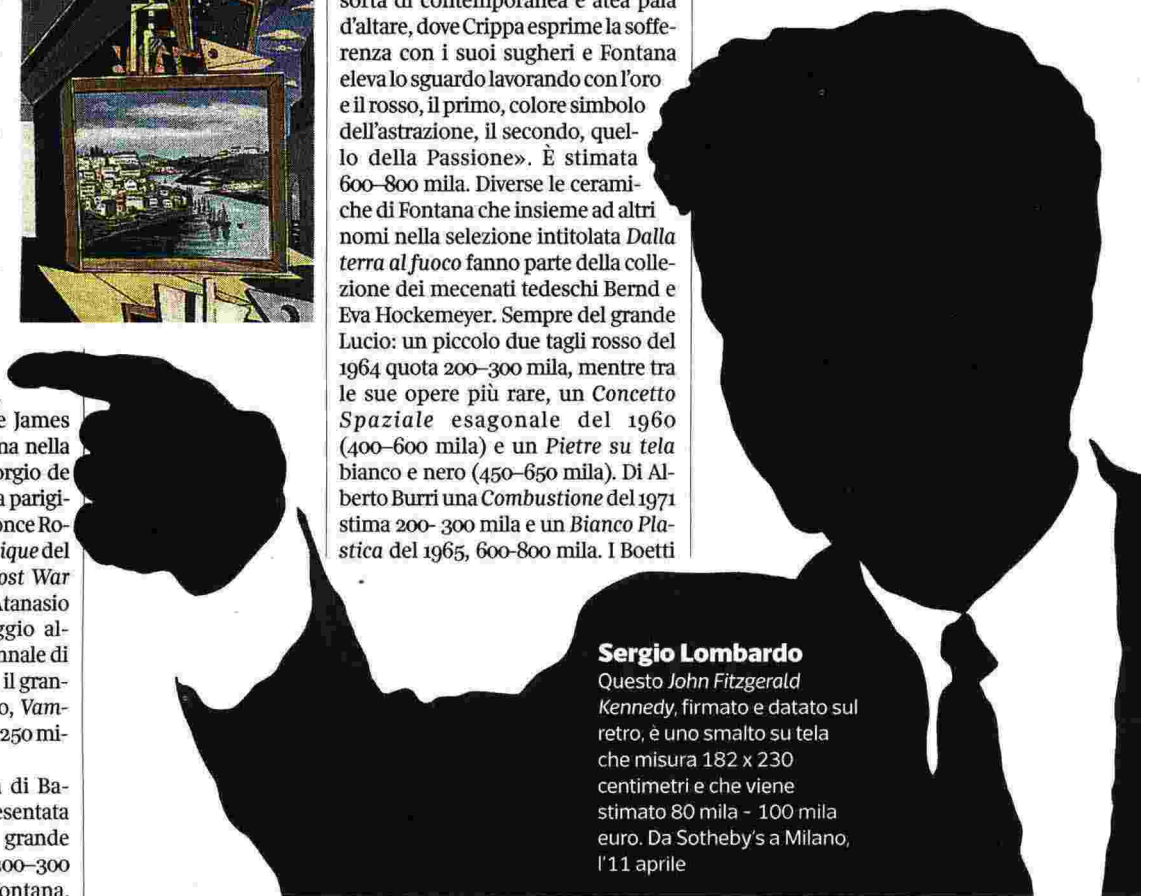 e James
na nella
orgio de
a parigi-
once Ro-
ique del
ost War
Atanasio
ggio al-
nnale di
il gran-
o, Vam-
250 mi-
di Ba-
esentata
grande
200–300
ontana.
sorta di contemporanea e atea pala
d'altare, dove Crippa esprime la soffe-
renza con i suoi sugheri e Fontana
eleva lo sguardo lavorando con l'oro
e il rosso, il primo, colore simbolo
dell'astrazione, il secondo, quel-
lo della Passione». È stimata
600–800 mila. Diverse le cerami-
che di Fontana che insieme ad altri
nomi nella selezione intitolata Dalla
terra al fuoco fanno parte della colle-
zione dei mecenati tedeschi Bernd e
Eva Hockemeyer. Sempre del grande
Lucio: un piccolo due tagli rosso del
1964 quota 200–300 mila, mentre tra
le sue opere più rare, un Concetto
Spaziale esagonale del 1960
(400–600 mila) e un Pietre su tela
bianco e nero (450–650 mila). Di Al-
berto Burri una Combustione del 1971
stima 200- 300 mila e un Bianco Pla-
stica del 1965, 600-800 mila. I Boetti
Sergio Lombardo
Questo John Fitzgerald
Kennedy, firmato e datato sul
retro, è uno smalto su tela
che misura 182 x 230
centimetri e che viene
stimato 80 mila - 100 mila
euro. Da Sotheby's a Milano,
l'11 aprile